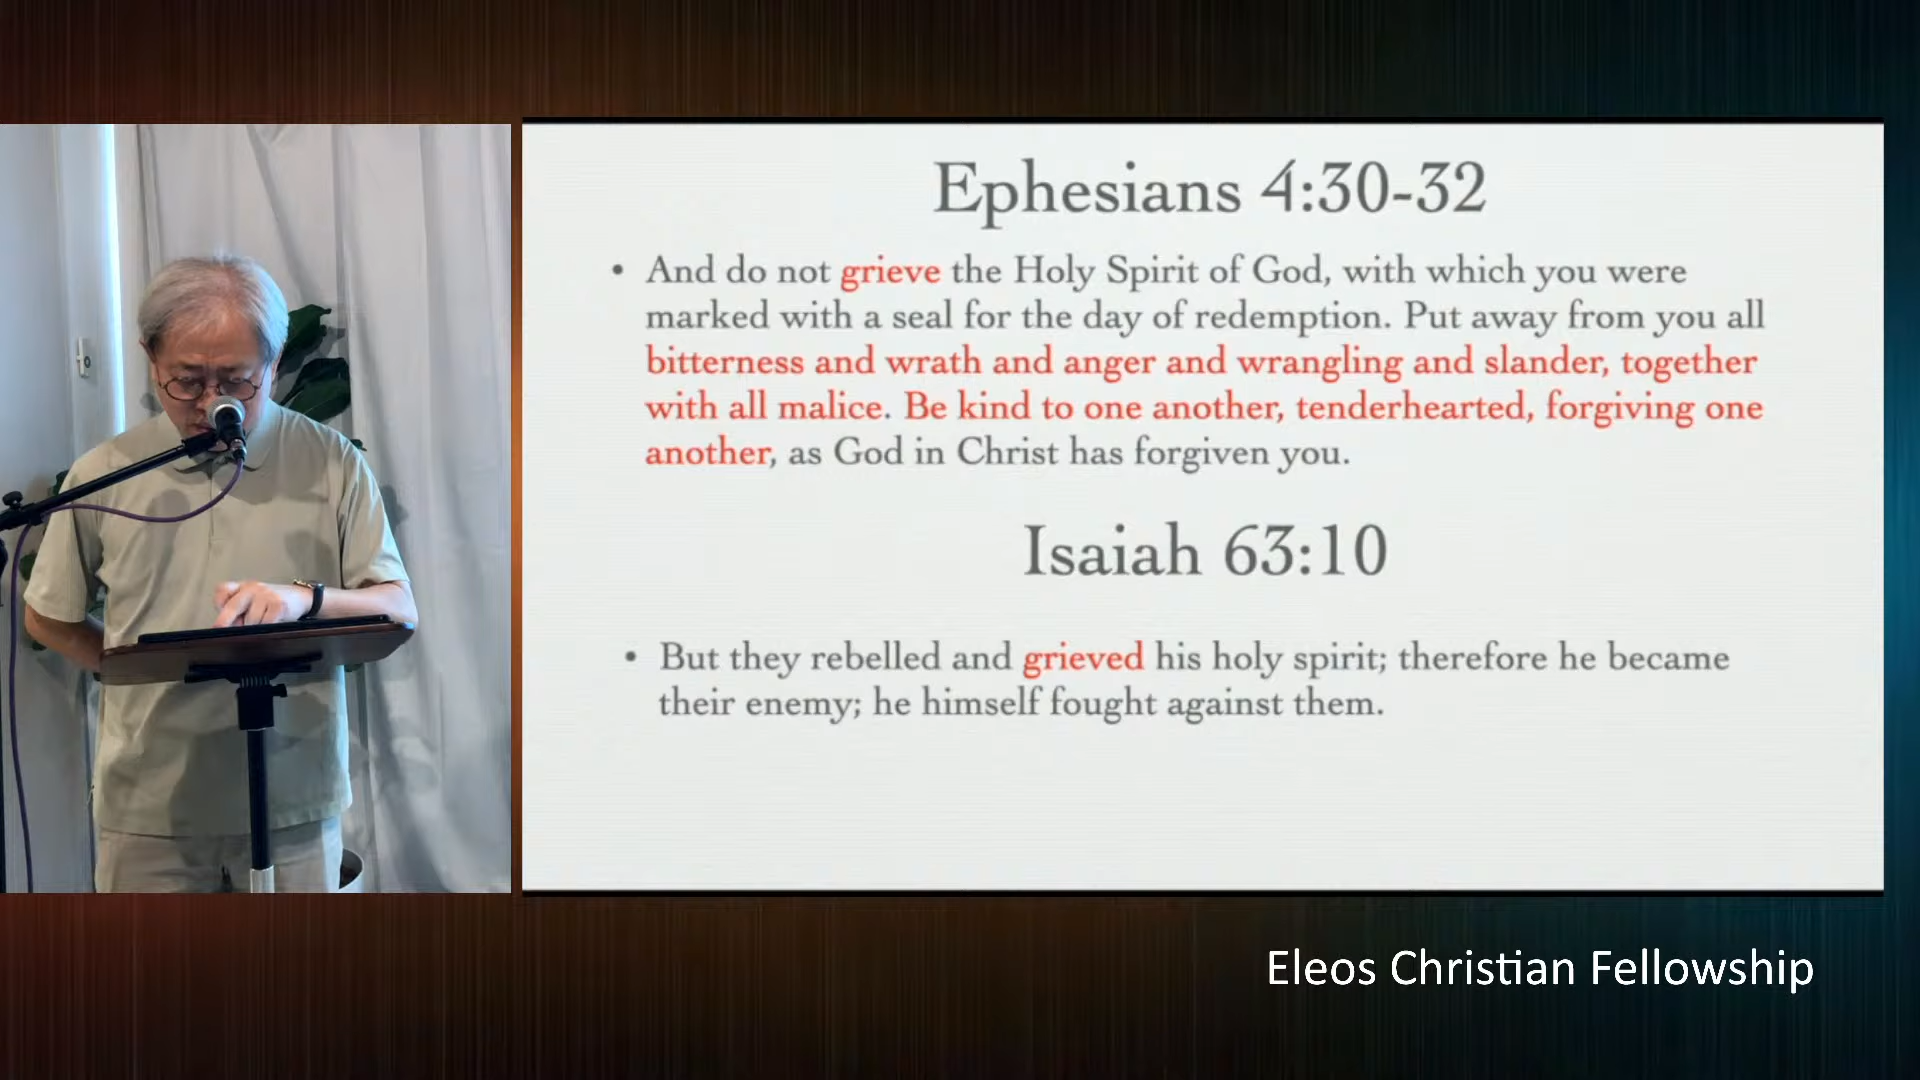 Ephesians 4:30-32
• And do not grieve the Holy Spirit of God, with which you were
marked with a seal for the day of redemption. Put away from you all
bitterness and wrath and anger and wrangling and slander, together
with all malice. Be kind to one another, tenderhearted, forgiving one
another, as God in Christ has forgiven you.
Isaiah 63:10
• But they rebelled and grieved his holy spirit; therefore he became
their enemy; he himself fought against them.
Eleos Christian Fellowship